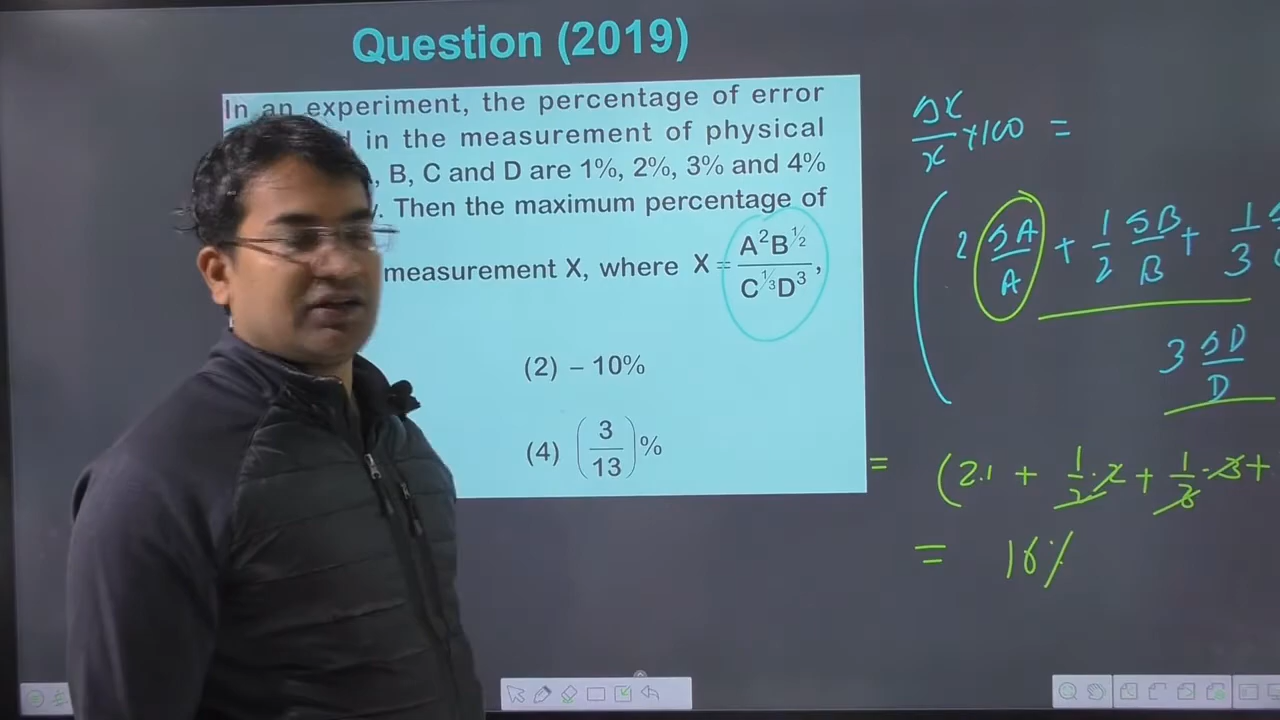 Question (2019)
In an experiment, the percentage of error
in the measurement of physical
, B, C and D are 1%, 2%, 3% and 4%
. Then the maximum percentage of
measurement X, where X = A²B^½ / C^⅓D³,
(2) – 10%
(4) (3/13)%
Δx/x × 100 =
( 2 ΔA/A + 1/2 ΔB/B + 1/3
3 ΔD/D
= (2.1 + 1/2·2 + 1/3·3 +
= 16%